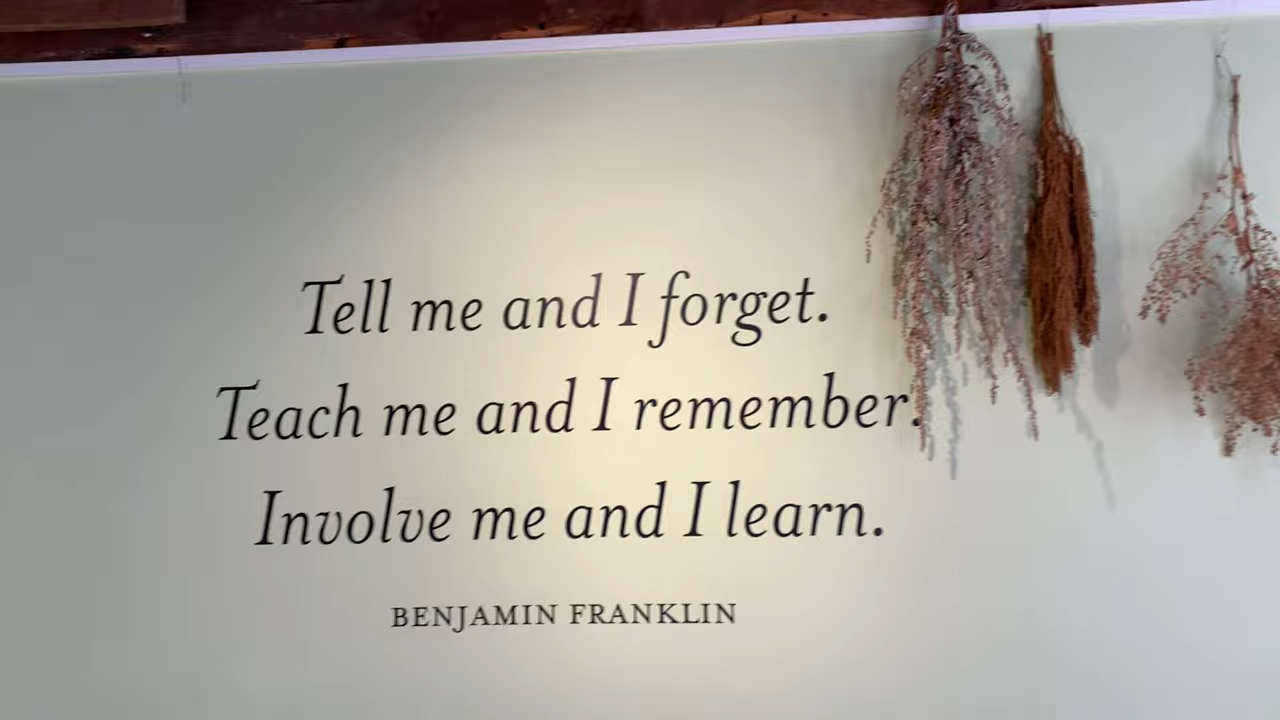 Tell me and I forget.
Teach me and I remember.
Involve me and I learn.
BENJAMIN FRANKLIN